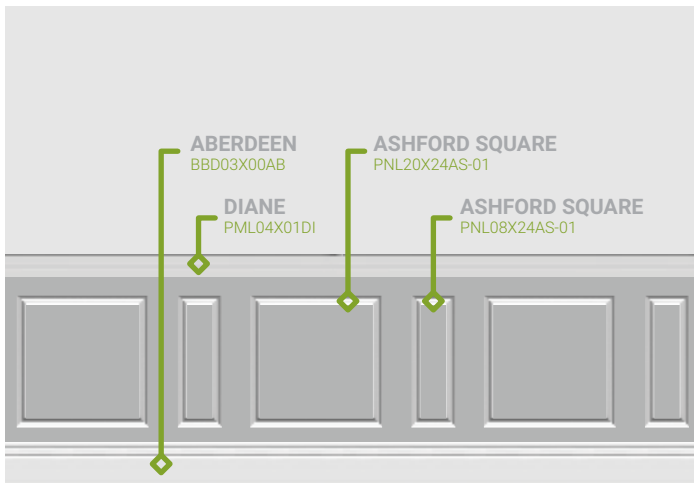 ABERDEEN
BBD03X00AB
ASHFORD SQUARE
PNL20X24AS-01
DIANE
PML04X01DI
ASHFORD SQUARE
PNL08X24AS-01